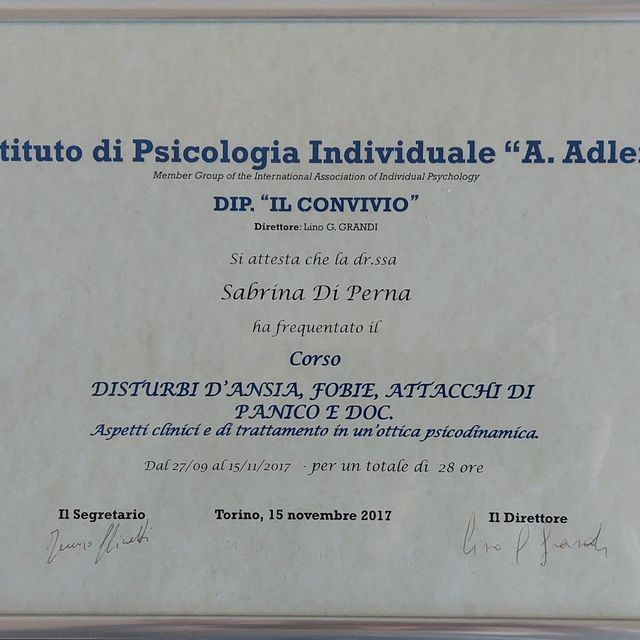 tituto di Psicologia Individuale “A. Adle
Member Group of the International Association of Individual Psychology
DIP. “IL CONVIVIO”
Direttore: Lino G. GRANDI
Si attesta che la dr.ssa
Sabrina Di Perna
ha frequentato il
Corso
DISTURBI D’ANSIA, FOBIE, ATTACCHI DI
PANICO E DOC.
Aspetti clinici e di trattamento in un’ottica psicodinamica.
Dal 27/09 al 15/11/2017 - per un totale di 28 ore
Il Segretario Torino, 15 novembre 2017 Il Direttore
Lino G Grandi